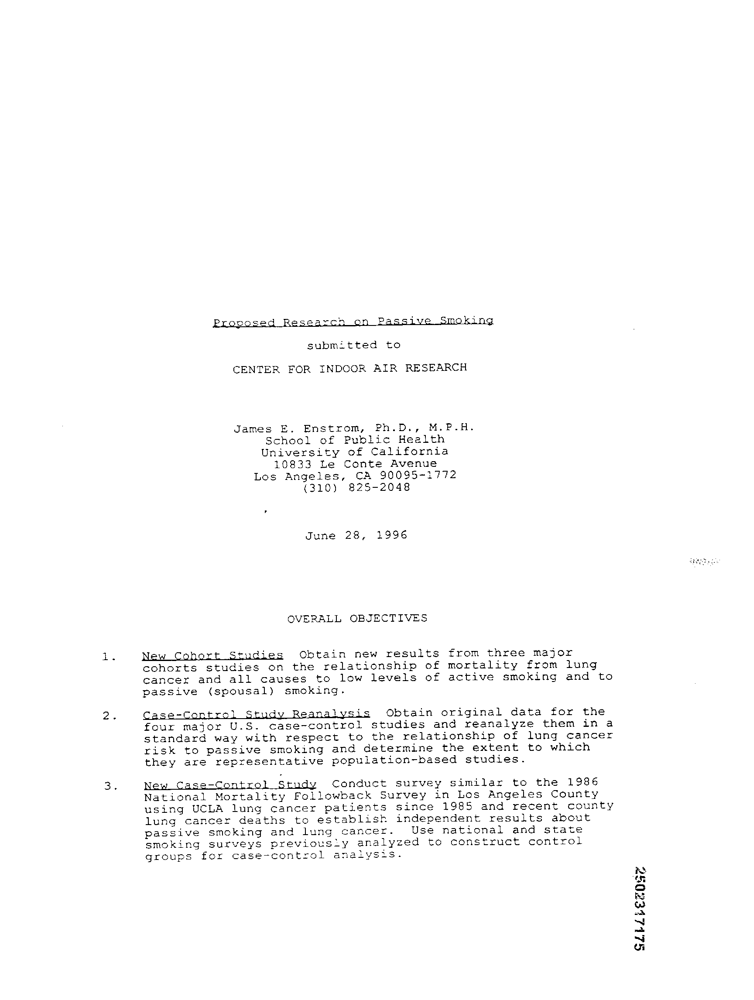 Proposed Research on Passive Smoking
submitted to
CENTER FOR INDOOR AIR RESEARCH
James E. Enstrom, Ph.D., M.P.H.
School of Public Health
University of California
10833 Le Conte Avenue
Los Angeles, CA 90095-1772
(310) 825-2048
June 28, 1996
OVERALL OBJECTIVES
1. New Cohort Studies Obtain new results from three major
cohorts studies on the relationship of mortality from lung
cancer and all causes to low levels of active smoking and to
passive (spousal) smoking.
2. Case-Control Study Reanalysis Obtain original data for the
four major U.S. case-control studies and reanalyze them in a
standard way with respect to the relationship of lung cancer
risk to passive smoking and determine the extent to which
they are representative population-based studies.
3. New Case-Control Study Conduct survey similar to the 1986
National Mortality Followback Survey in Los Angeles County
using UCLA lung cancer patients since 1985 and recent county
lung cancer deaths to establish independent results about
passive smoking and lung cancer. Use national and state
smoking surveys previously analyzed to construct control
groups for case-control analysis.
2502317175